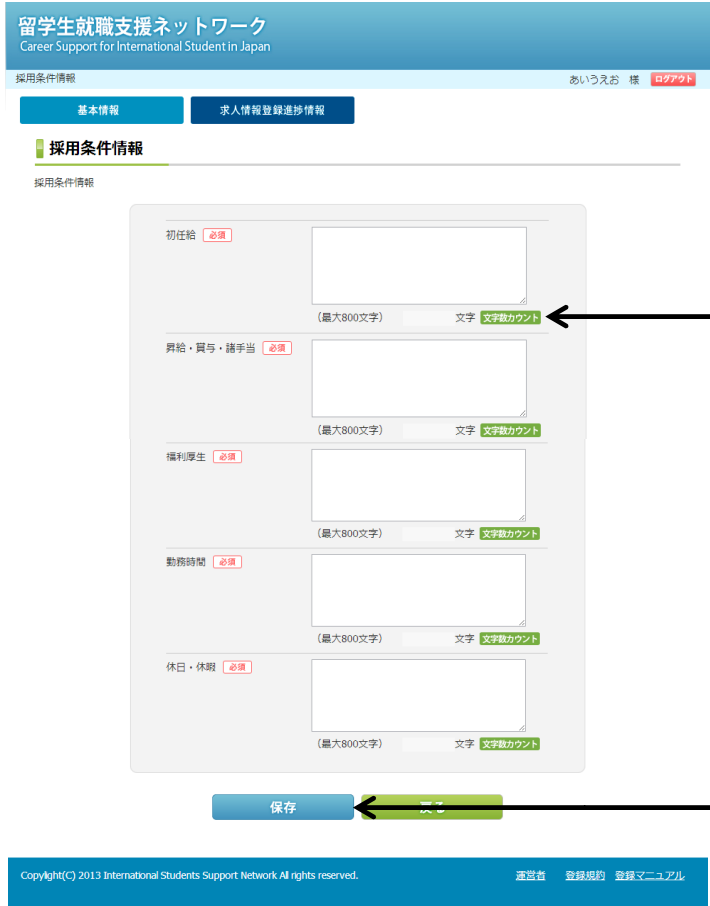 留学生就職支援ネットワーク
Career Support for International Student in Japan
採用条件情報 あいうえお 様 ログアウト
基本情報 求人情報登録進捗情報
採用条件情報
採用条件情報
初任給 必須
(最大800文字) 文字 文字数カウント
昇給・賞与・諸手当 必須
(最大800文字) 文字 文字数カウント
福利厚生 必須
(最大800文字) 文字 文字数カウント
勤務時間 必須
(最大800文字) 文字 文字数カウント
休日・休暇 必須
(最大800文字) 文字 文字数カウント
保存 戻る
Copyright(C) 2013 International Students Support Network All rights reserved. 運営者 登録規約 登録マニュアル